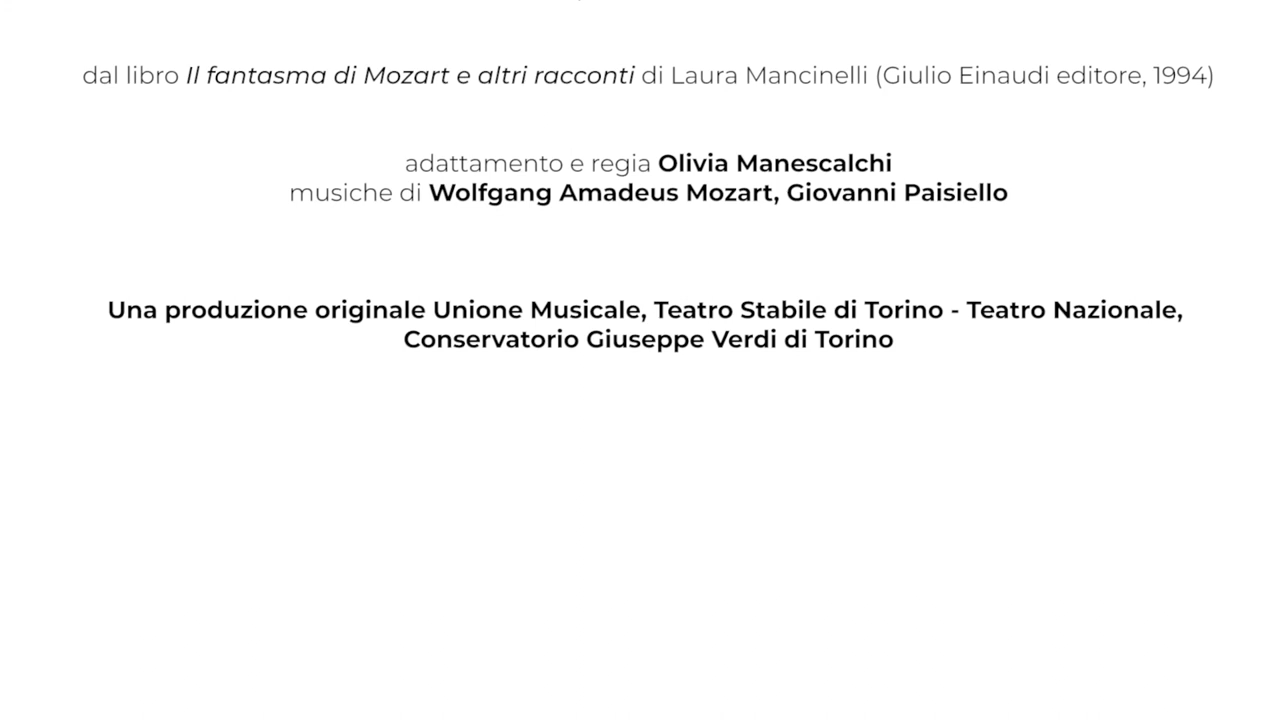 dal libro Il fantasma di Mozart e altri racconti di Laura Mancinelli (Giulio Einaudi editore, 1994)
adattamento e regia Olivia Manescalchi
musiche di Wolfgang Amadeus Mozart, Giovanni Paisiello
Una produzione originale Unione Musicale, Teatro Stabile di Torino - Teatro Nazionale,
Conservatorio Giuseppe Verdi di Torino